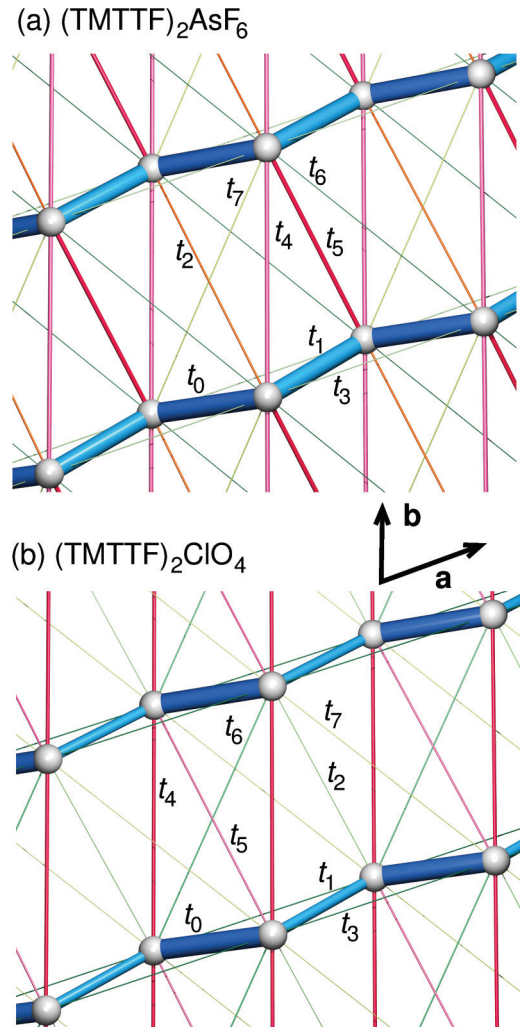 (a) (TMTTF)₂AsF₆
t₆
t₇
t₄
t₅
t₂
t₁
t₀
t₃
b
(b) (TMTTF)₂ClO₄
a
t₇
t₆
t₂
t₄
t₅
t₁
t₀
t₃